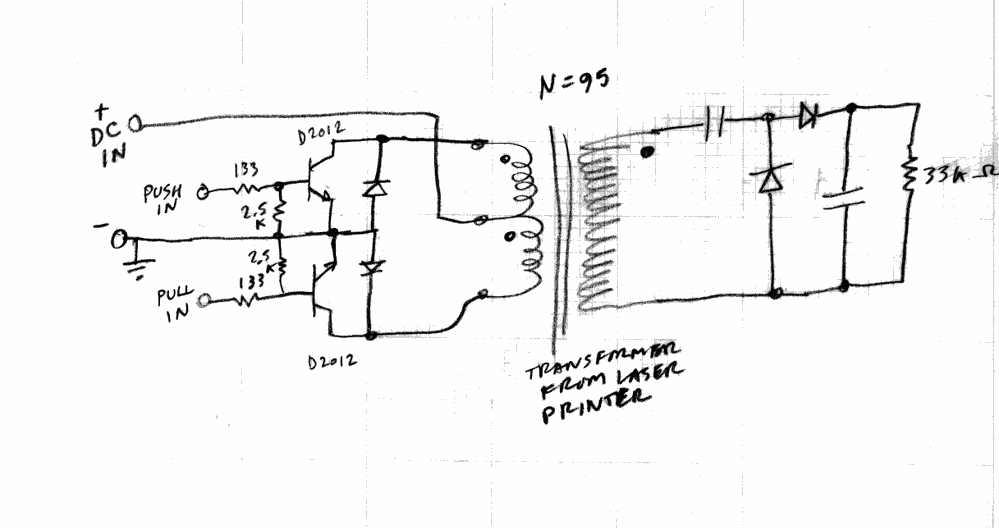 N=95
+
DC
IN
D2012
133
PUSH
IN
2.5
K
-
2.5
K
133
PULL
IN
D2012
33K Ω
TRANSFORMER
FROM LASER
PRINTER